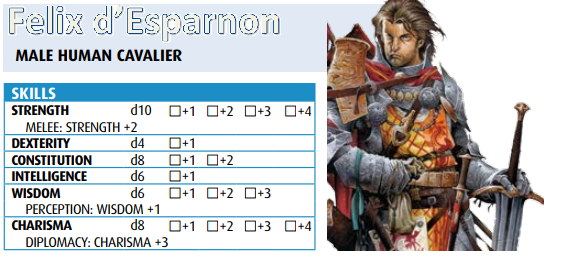 Felix d'Esparnon
MALE HUMAN CAVALIER
SKILLS
STRENGTH d10 □+1 □+2 □+3 □+4
MELEE: STRENGTH +2
DEXTERITY d4 □+1
CONSTITUTION d8 □+1 □+2
INTELLIGENCE d6 □+1
WISDOM d6 □+1 □+2 □+3
PERCEPTION: WISDOM +1
CHARISMA d8 □+1 □+2 □+3 □+4
DIPLOMACY: CHARISMA +3